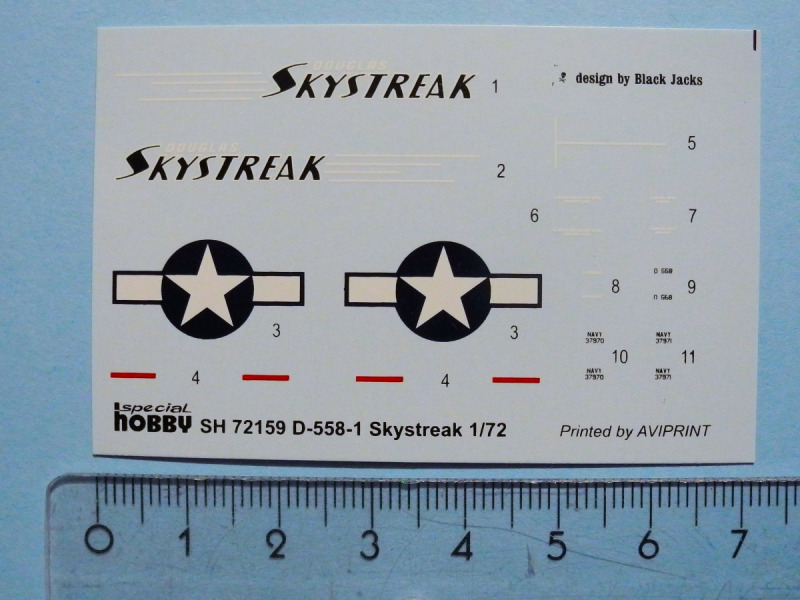 DOUGLAS
SKYSTREAK 1
design by Black Jacks
DOUGLAS
SKYSTREAK 2
5
6
7
8
D 558
D 558
9
3
3
NAVY
37970
NAVY
37970
10
NAVY
37971
NAVY
37971
11
4
4
special
hobby SH 72159 D-558-1 Skystreak 1/72
Printed by AVIPRINT
0 1 2 3 4 5 6 7